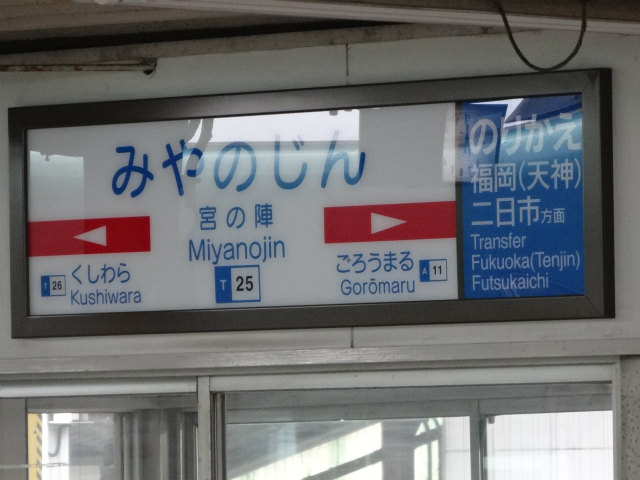 みやのじん
宮の陣
Miyanojin
T 25
くしわら
T 26 Kushiwara
ごろうまる
Gorōmaru
A 11
のりかえ
福岡(天神)
二日市方面
Transfer
Fukuoka(Tenjin)
Futsukaichi